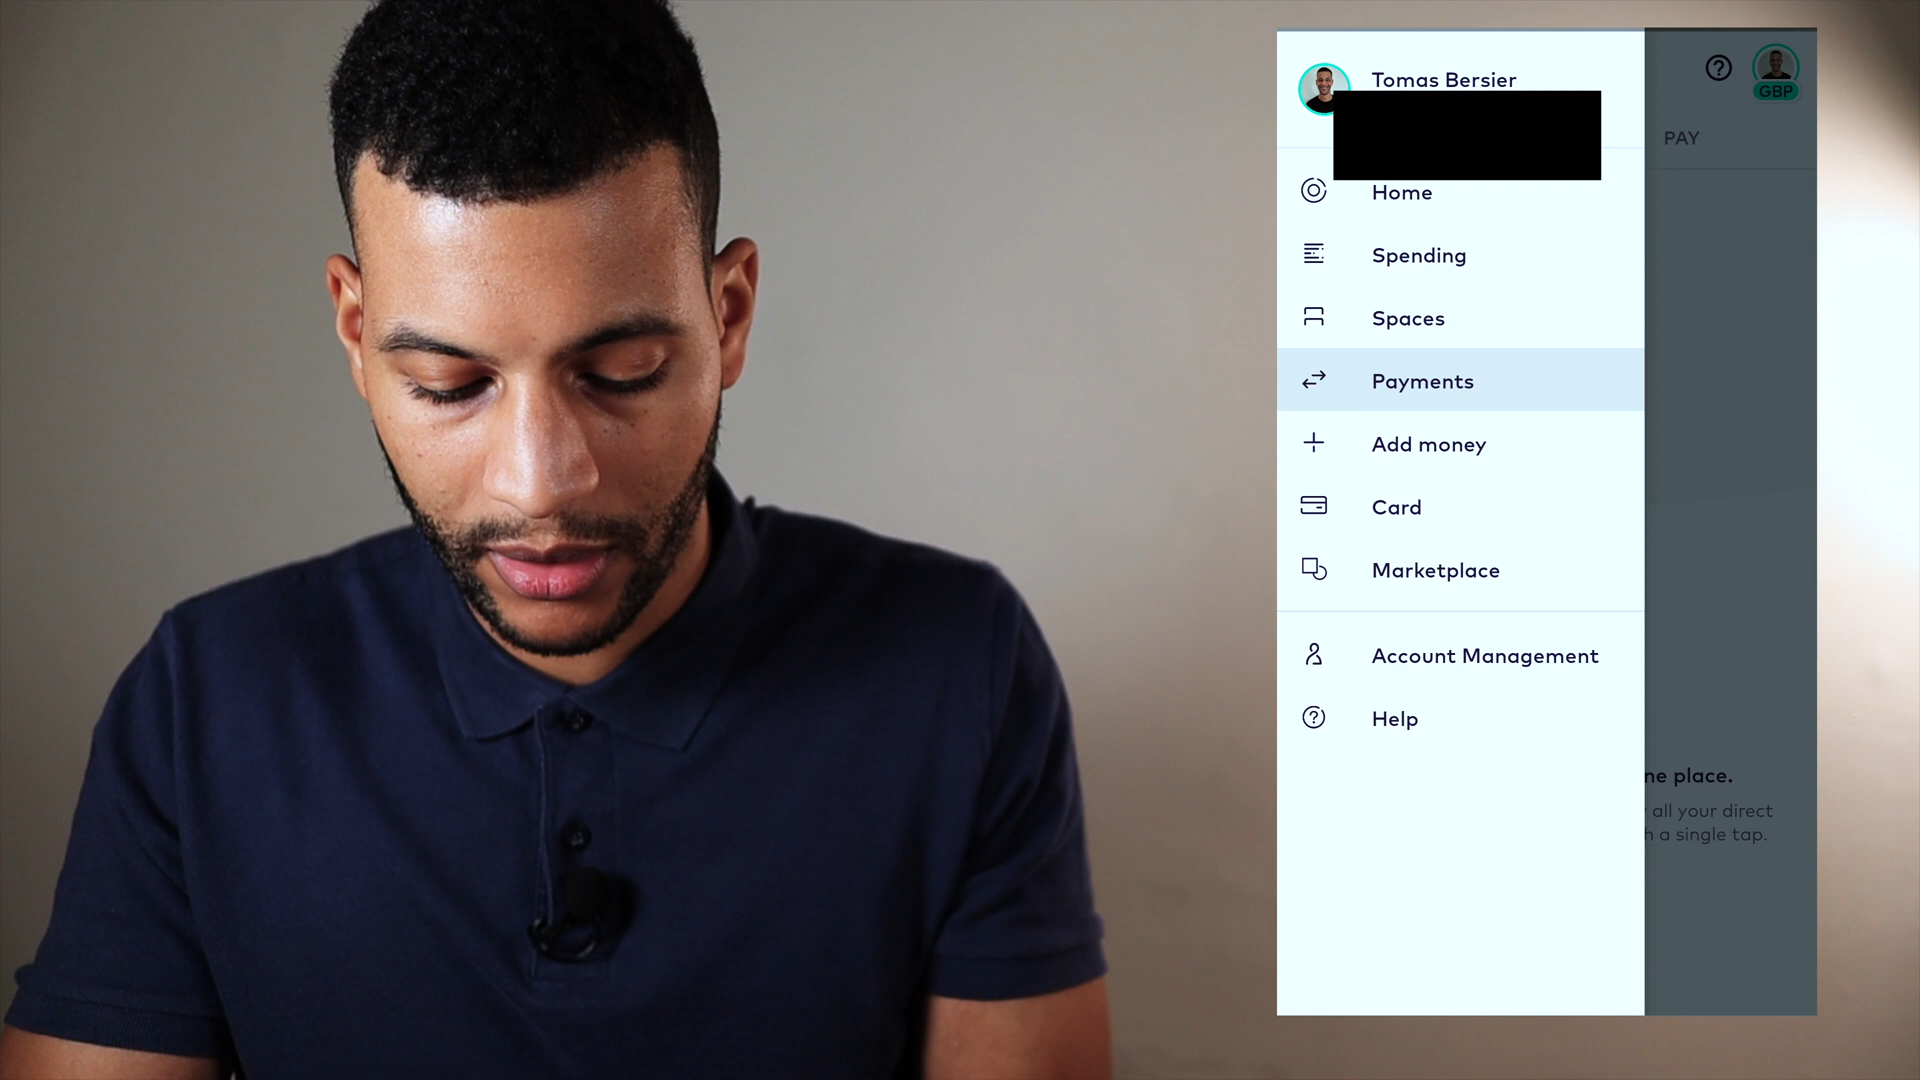 Tomas Bersier
GBP
PAY
Home
Spending
Spaces
Payments
Add money
Card
Marketplace
Account Management
Help
ne place.
all your direct
h a single tap.